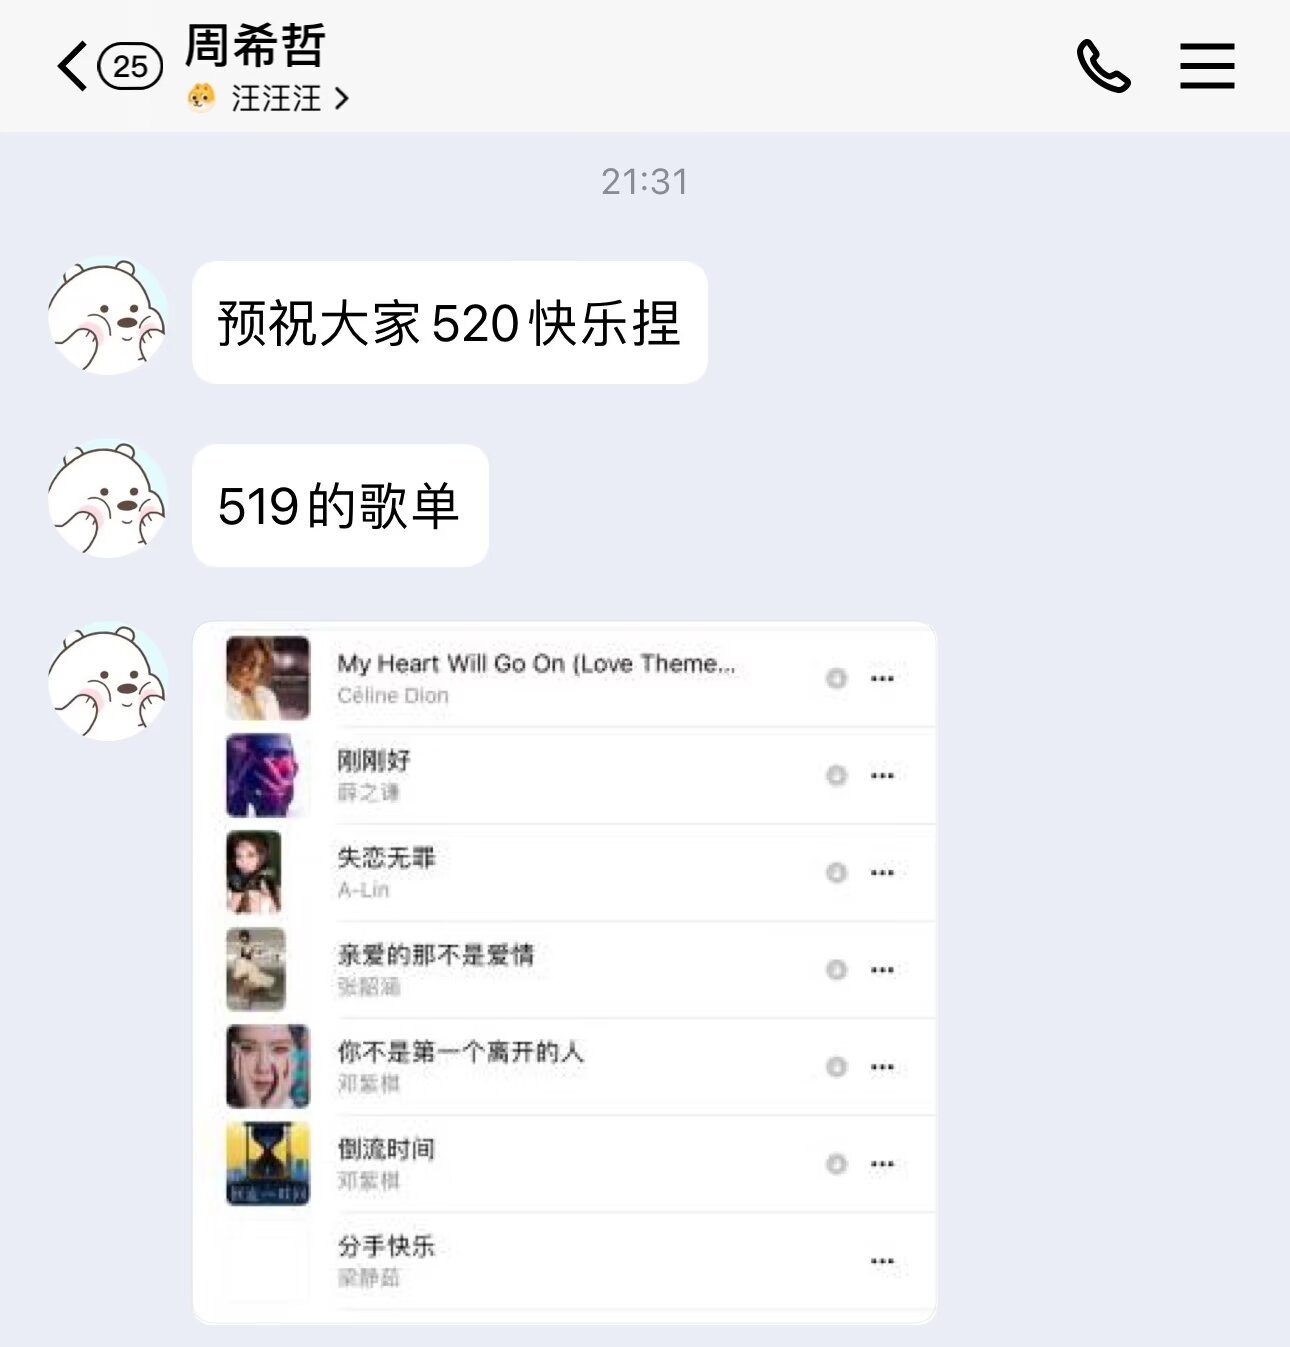 25
周希哲
汪汪汪
21:31
预祝大家520快乐捏
519的歌单
My Heart Will Go On (Love Theme...
Céline Dion
刚刚好
薛之谦
失恋无罪
A-Lin
亲爱的那不是爱情
张韶涵
你不是第一个离开的人
邓紫棋
倒流时间
邓紫棋
分手快乐
梁静茹